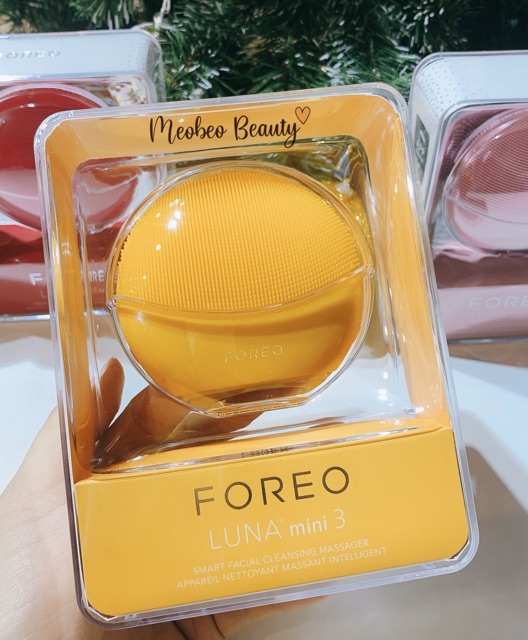 FOREO
Meobeo Beauty
FOREO
FOREO
FOREO
LUNA mini 3
SMART FACIAL CLEANSING MASSAGER
APPAREIL NETTOYANT MASSANT INTELLIGENT